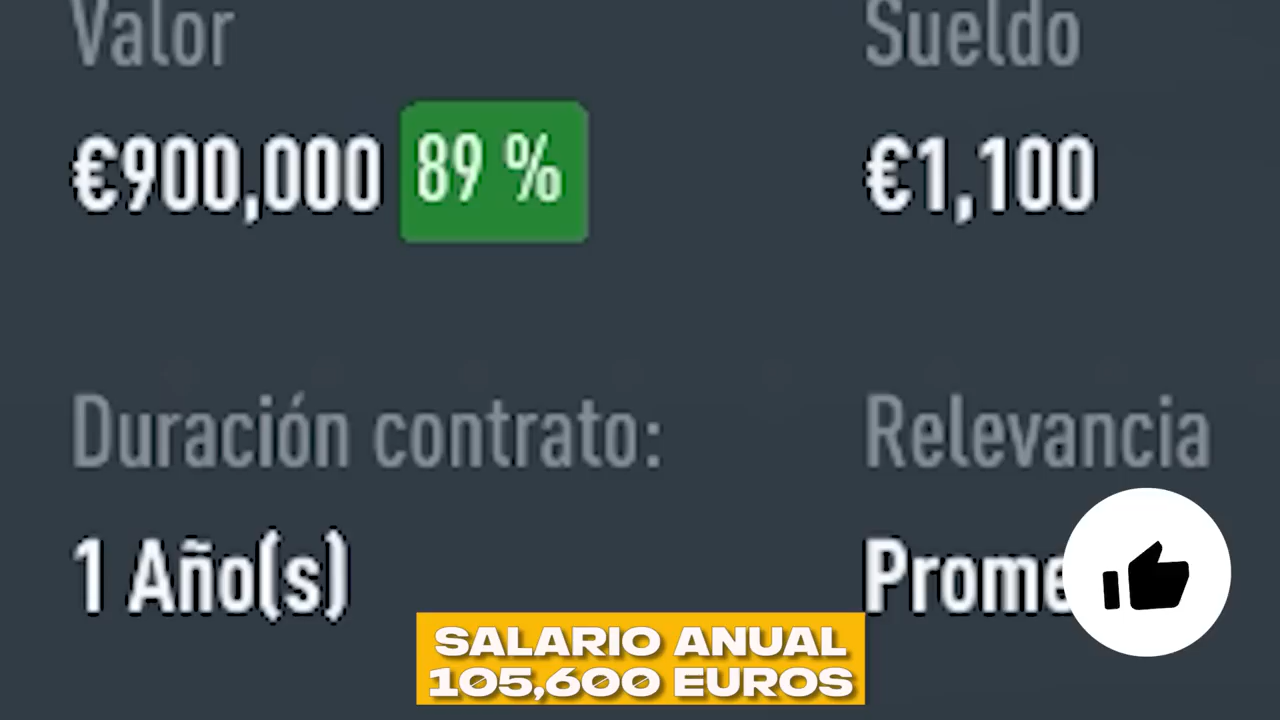 Valor
Sueldo
€900,000 89 %
€1,100
Duración contrato:
Relevancia
1 Año(s)
SALARIO ANUAL
105,600 EUROS